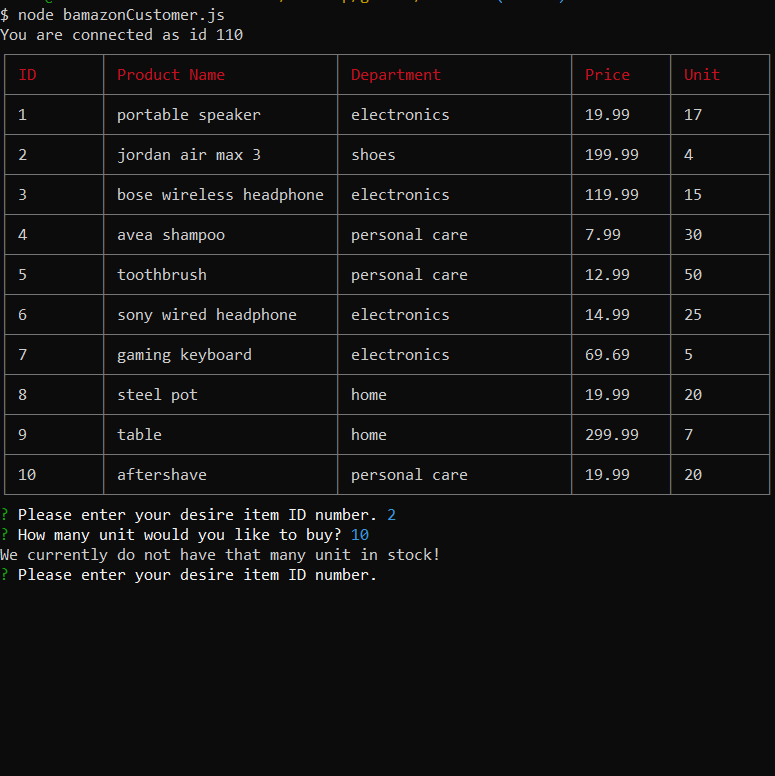 $ node bamazonCustomer.js
You are connected as id 110
ID Product Name Department Price Unit
1 portable speaker electronics 19.99 17
2 jordan air max 3 shoes 199.99 4
3 bose wireless headphone electronics 119.99 15
4 avea shampoo personal care 7.99 30
5 toothbrush personal care 12.99 50
6 sony wired headphone electronics 14.99 25
7 gaming keyboard electronics 69.69 5
8 steel pot home 19.99 20
9 table home 299.99 7
10 aftershave personal care 19.99 20
? Please enter your desire item ID number. 2
? How many unit would you like to buy? 10
We currently do not have that many unit in stock!
? Please enter your desire item ID number.